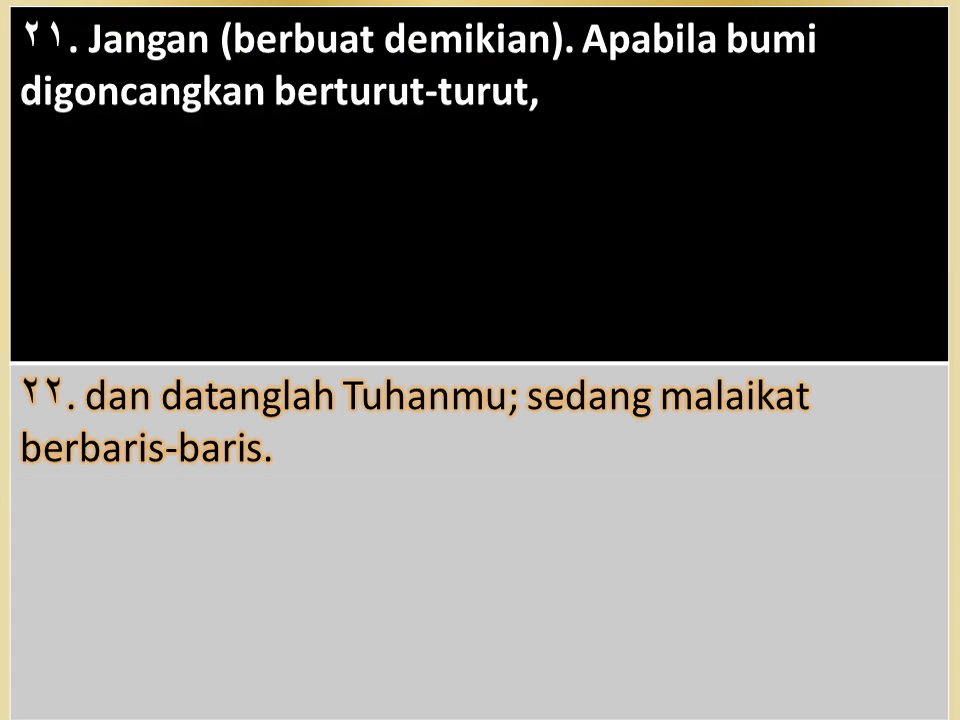 ٢١. Jangan (berbuat demikian). Apabila bumi
digoncangkan berturut-turut,
٢٢. dan datanglah Tuhanmu; sedang malaikat
berbaris-baris.